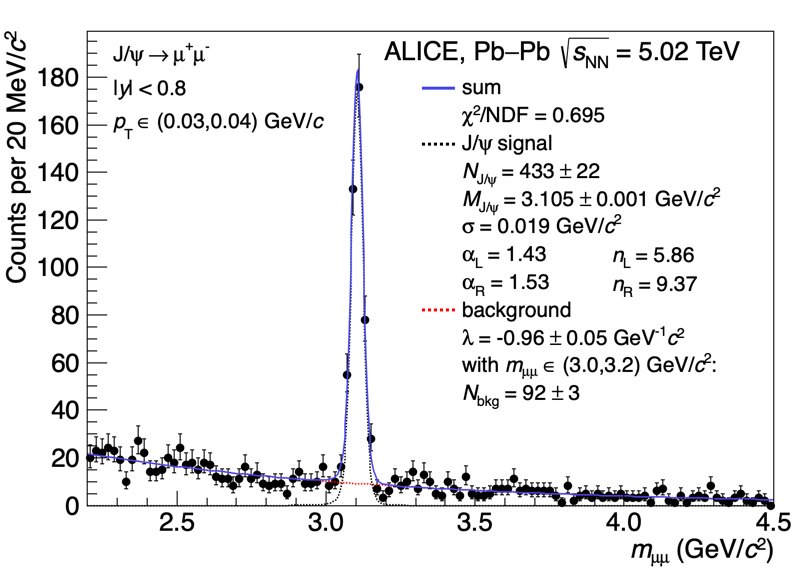 J/ψ → μ⁺μ⁻
|y| < 0.8
p_T ∈ (0.03,0.04) GeV/c
ALICE, Pb−Pb √s_NN = 5.02 TeV
sum
χ²/NDF = 0.695
J/ψ signal
N_J/ψ = 433 ± 22
M_J/ψ = 3.105 ± 0.001 GeV/c²
σ = 0.019 GeV/c²
α_L = 1.43 n_L = 5.86
α_R = 1.53 n_R = 9.37
background
λ = -0.96 ± 0.05 GeV⁻¹c²
with m_μμ ∈ (3.0,3.2) GeV/c²:
N_bkg = 92 ± 3
Counts per 20 MeV/c²
180
160
140
120
100
80
60
40
20
0
2.5 3.0 3.5 4.0 4.5
m_μμ (GeV/c²)